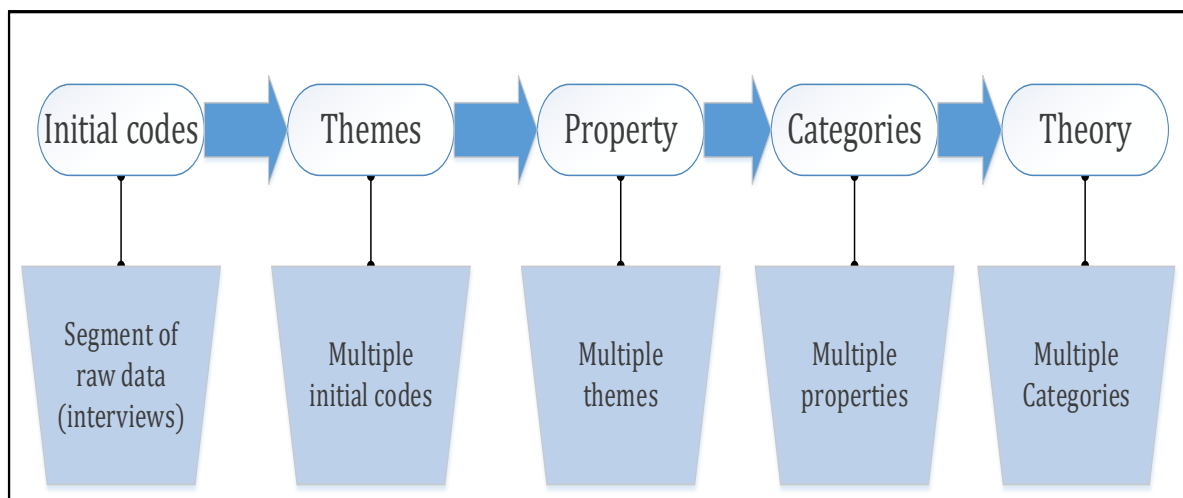 Initial codes
Themes
Property
Categories
Theory
Segment of
raw data
(interviews)
Multiple
initial codes
Multiple
themes
Multiple
properties
Multiple
Categories